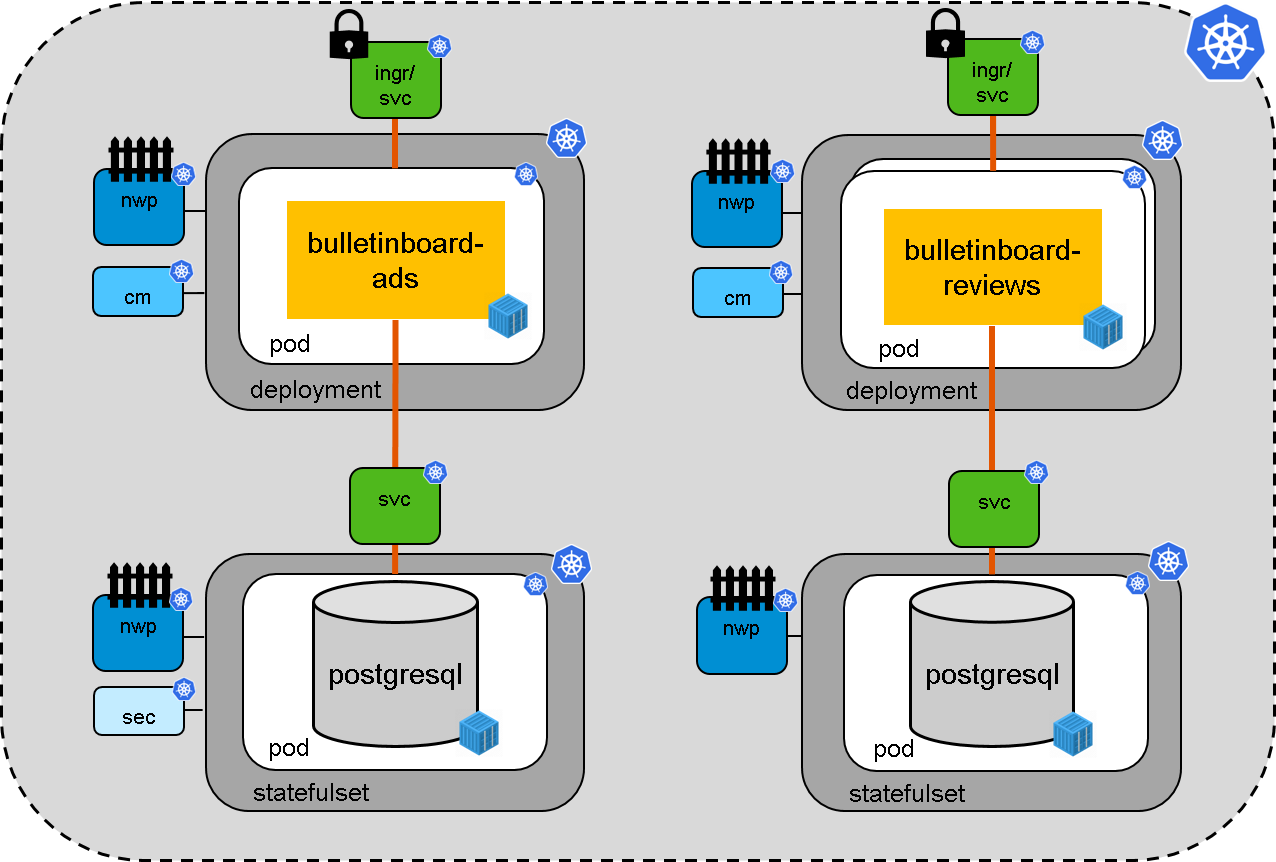 ingr/
svc
ingr/
svc
nwp
cm
bulletinboard-
ads
pod
deployment
nwp
cm
bulletinboard-
reviews
pod
deployment
svc
svc
nwp
sec
postgresql
pod
statefulset
nwp
postgresql
pod
statefulset